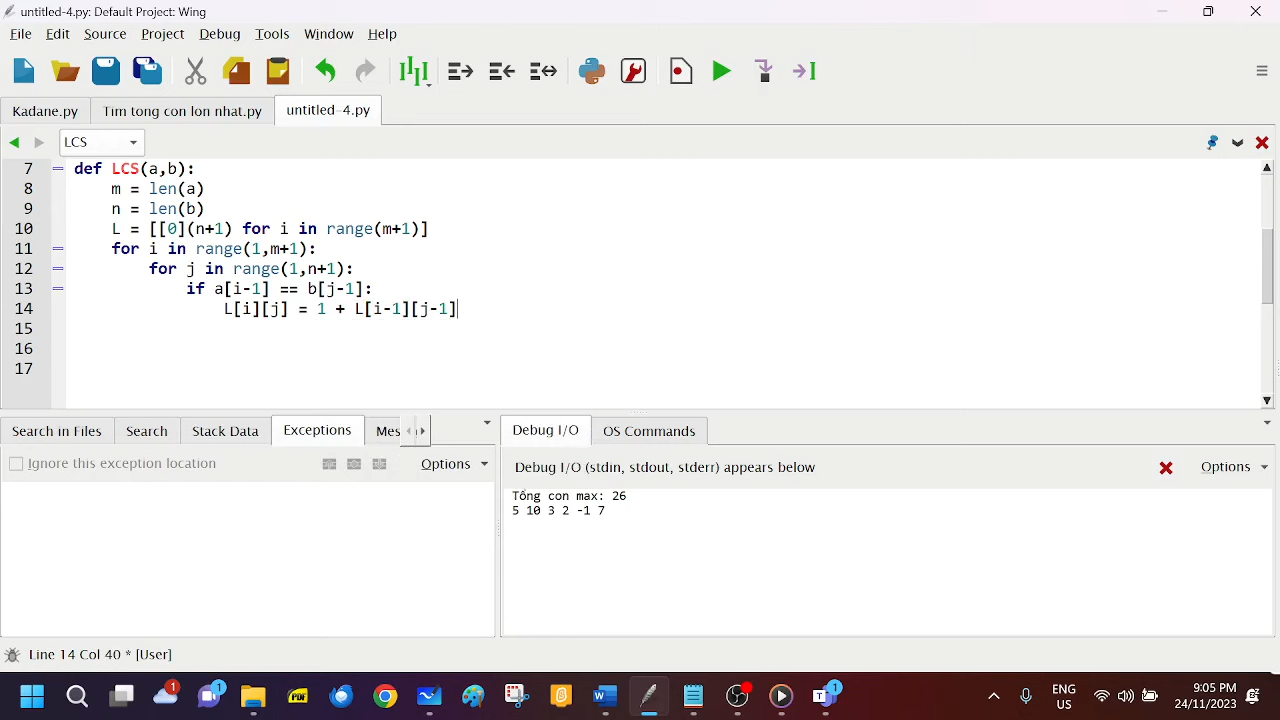 untitled-4.py: Default Project: Wing
File Edit Source Project Debug Tools Window Help
Kadane.py Tim tong con lon nhat.py untitled-4.py
LCS
7 def LCS(a,b):
8 m = len(a)
9 n = len(b)
10 L = [[0](n+1) for i in range(m+1)]
11 for i in range(1,m+1):
12 for j in range(1,n+1):
13 if a[i-1] == b[j-1]:
14 L[i][j] = 1 + L[i-1][j-1]
15
16
17
Search in Files Search Stack Data Exceptions Mes
Ignore this exception location Options
Debug I/O OS Commands
Debug I/O (stdin, stdout, stderr) appears below Options
Tổng con max: 26
5 10 3 2 -1 7
Line 14 Col 40 * [User]
1 1 PDF 1
ENG
US
9:05 PM
24/11/2023